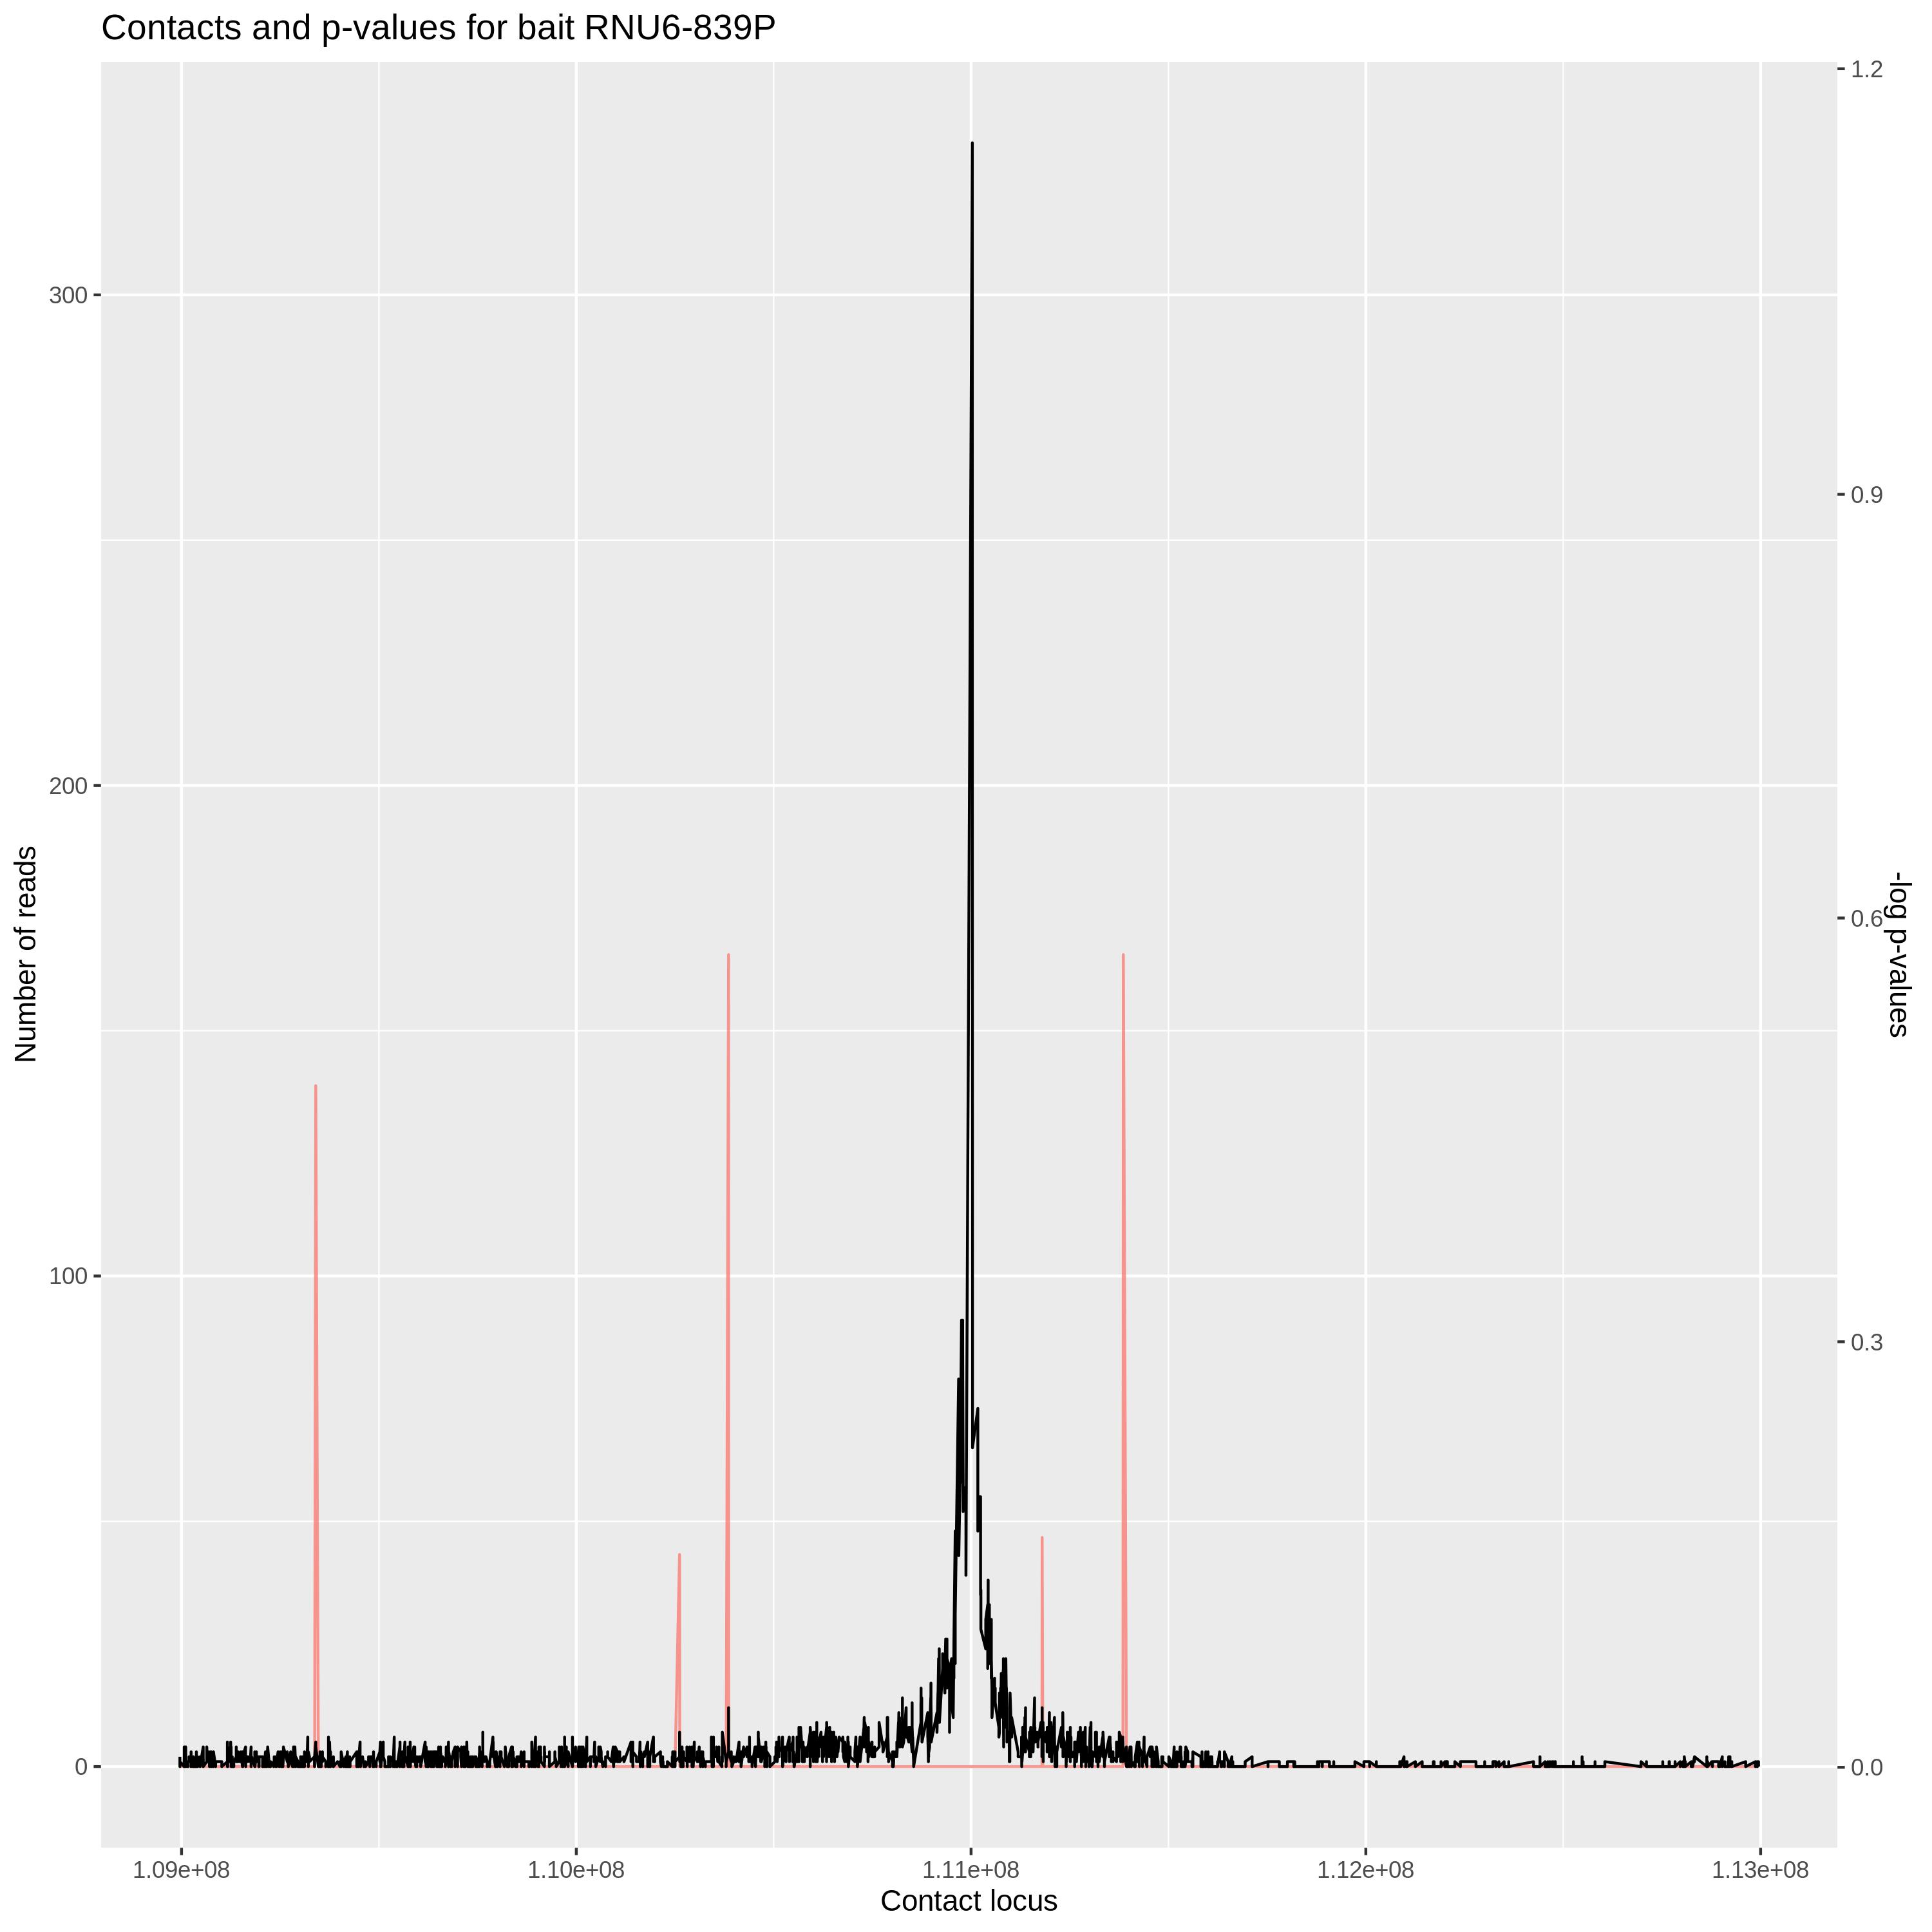 Contacts and p-values for bait RNU6-839P
Number of reads
300
200
100
0
1.2
0.9
0.6
0.3
0.0
-log p-values
1.09e+08
1.10e+08
1.11e+08
1.12e+08
1.13e+08
Contact locus